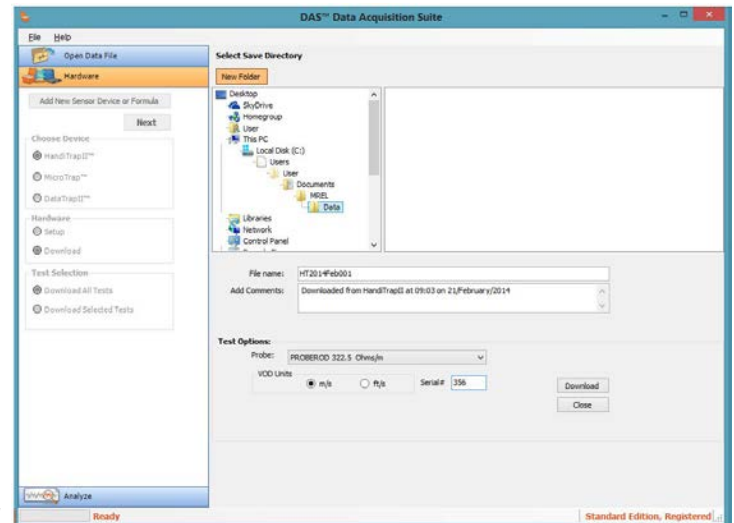 DAS™ Data Acquisition Suite
File Help
Open Data File
Hardware
Add New Sensor Device or Formula
Next
Choose Device
HandiTrapII™
MicroTrap™
DataTrapII™
Hardware
Setup
Download
Test Selection
Download All Tests
Download Selected Tests
Analyze
Select Save Directory
New Folder
Desktop
SkyDrive
Homegroup
User
This PC
Local Disk (C:)
Users
User
Documents
MREL
Data
Libraries
Network
Control Panel
File name: HT2014Feb001
Add Comments: Downloaded from HandiTrapII at 09:03 on 21/February/2014
Test Options:
Probe: PROBEROD 322.5 Ohms/m
VOD Units
m/s ft/s Serial# 356
Download
Close
Ready Standard Edition, Registered